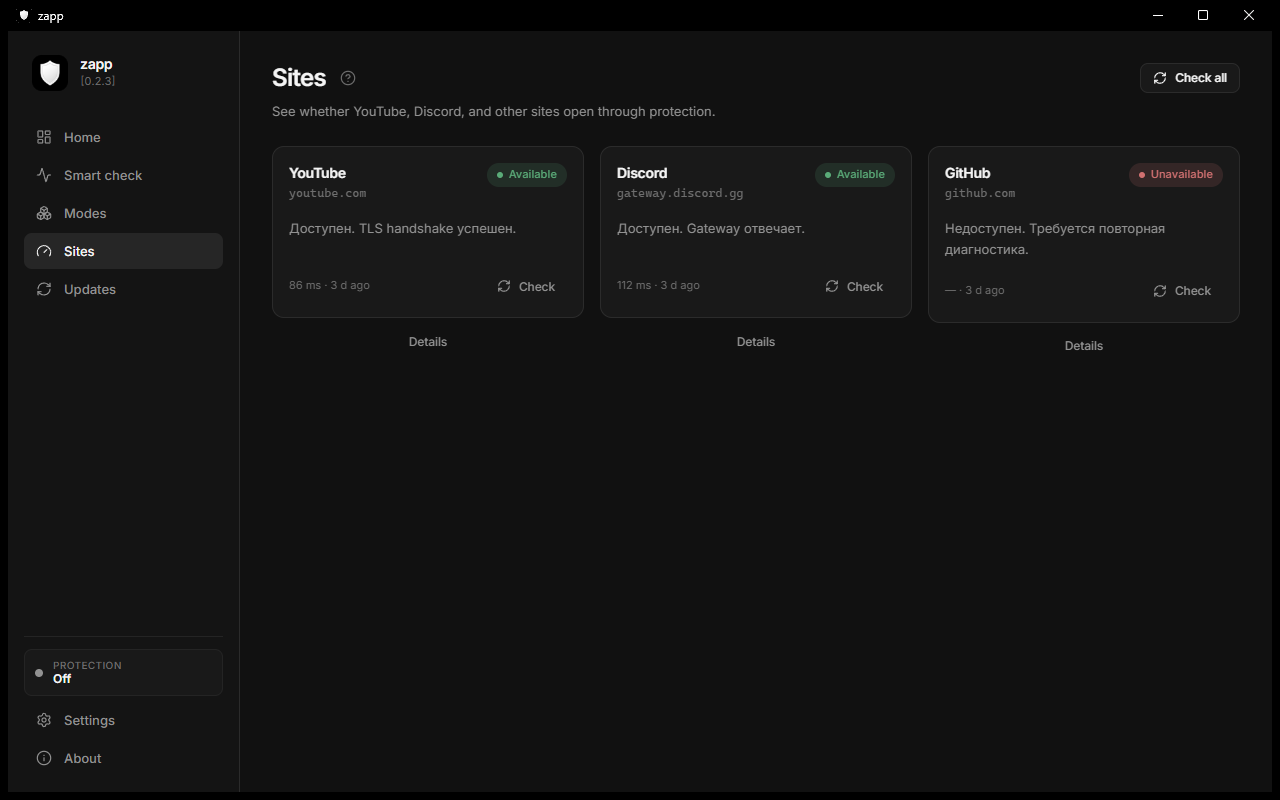 zapp
zapp
[0.2.3]
Home
Smart check
Modes
Sites
Updates
PROTECTION
Off
Settings
About
Sites
Check all
See whether YouTube, Discord, and other sites open through protection.
YouTube
Available
youtube.com
Доступен. TLS handshake успешен.
86 ms · 3 d ago
Check
Details
Discord
Available
gateway.discord.gg
Доступен. Gateway отвечает.
112 ms · 3 d ago
Check
Details
GitHub
Unavailable
github.com
Недоступен. Требуется повторная
диагностика.
— · 3 d ago
Check
Details